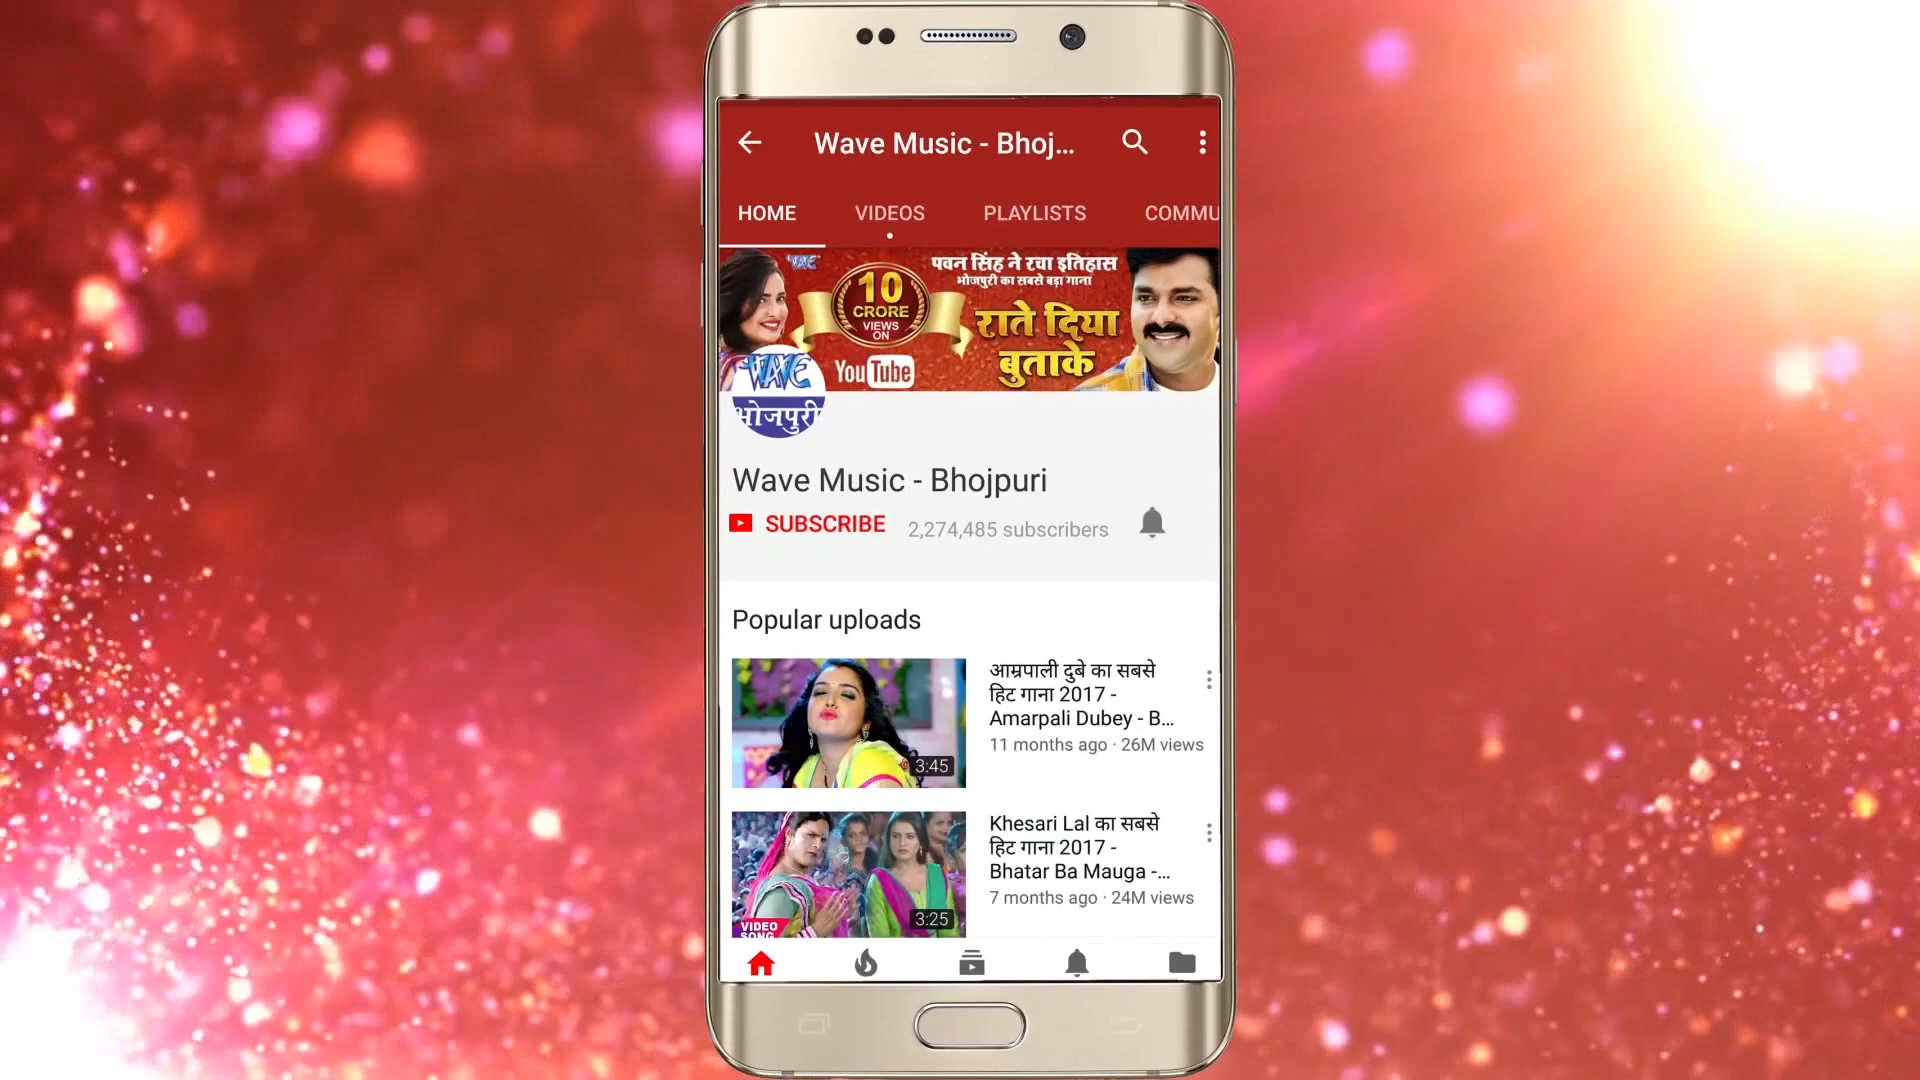 Wave Music - Bhoj...
HOME VIDEOS PLAYLISTS COMMU
WAVE
पवन सिंह ने रचा इतिहास
भोजपुरी का सबसे बड़ा गाना
10
CRORE
VIEWS
ON
YouTube
राते दिया
बुताके
WAVE
भोजपुरी
Wave Music - Bhojpuri
SUBSCRIBE 2,274,485 subscribers
Popular uploads
आम्रपाली दुबे का सबसे
हिट गाना 2017 -
Amarpali Dubey - B...
11 months ago · 26M views
3:45
Khesari Lal का सबसे
हिट गाना 2017 -
Bhatar Ba Mauga -...
7 months ago · 24M views
VIDEO
SONG
3:25